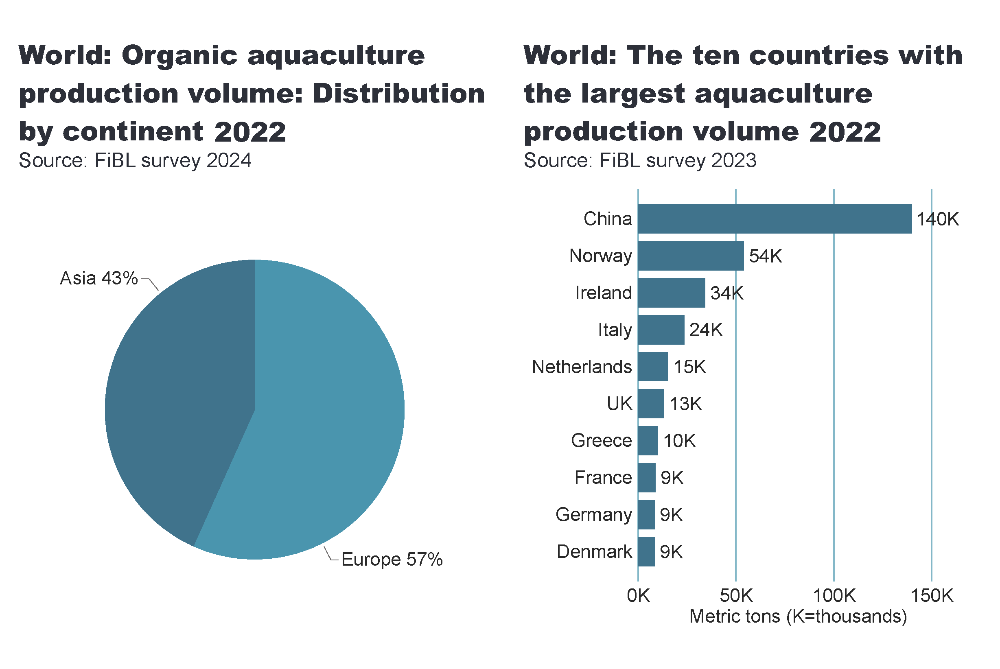 World: Organic aquaculture
production volume: Distribution
by continent 2022
Source: FiBL survey 2024
Asia 43%
Europe 57%
World: The ten countries with
the largest aquaculture
production volume 2022
Source: FiBL survey 2023
China 140K
Norway 54K
Ireland 34K
Italy 24K
Netherlands 15K
UK 13K
Greece 10K
France 9K
Germany 9K
Denmark 9K
0K 50K 100K 150K
Metric tons (K=thousands)